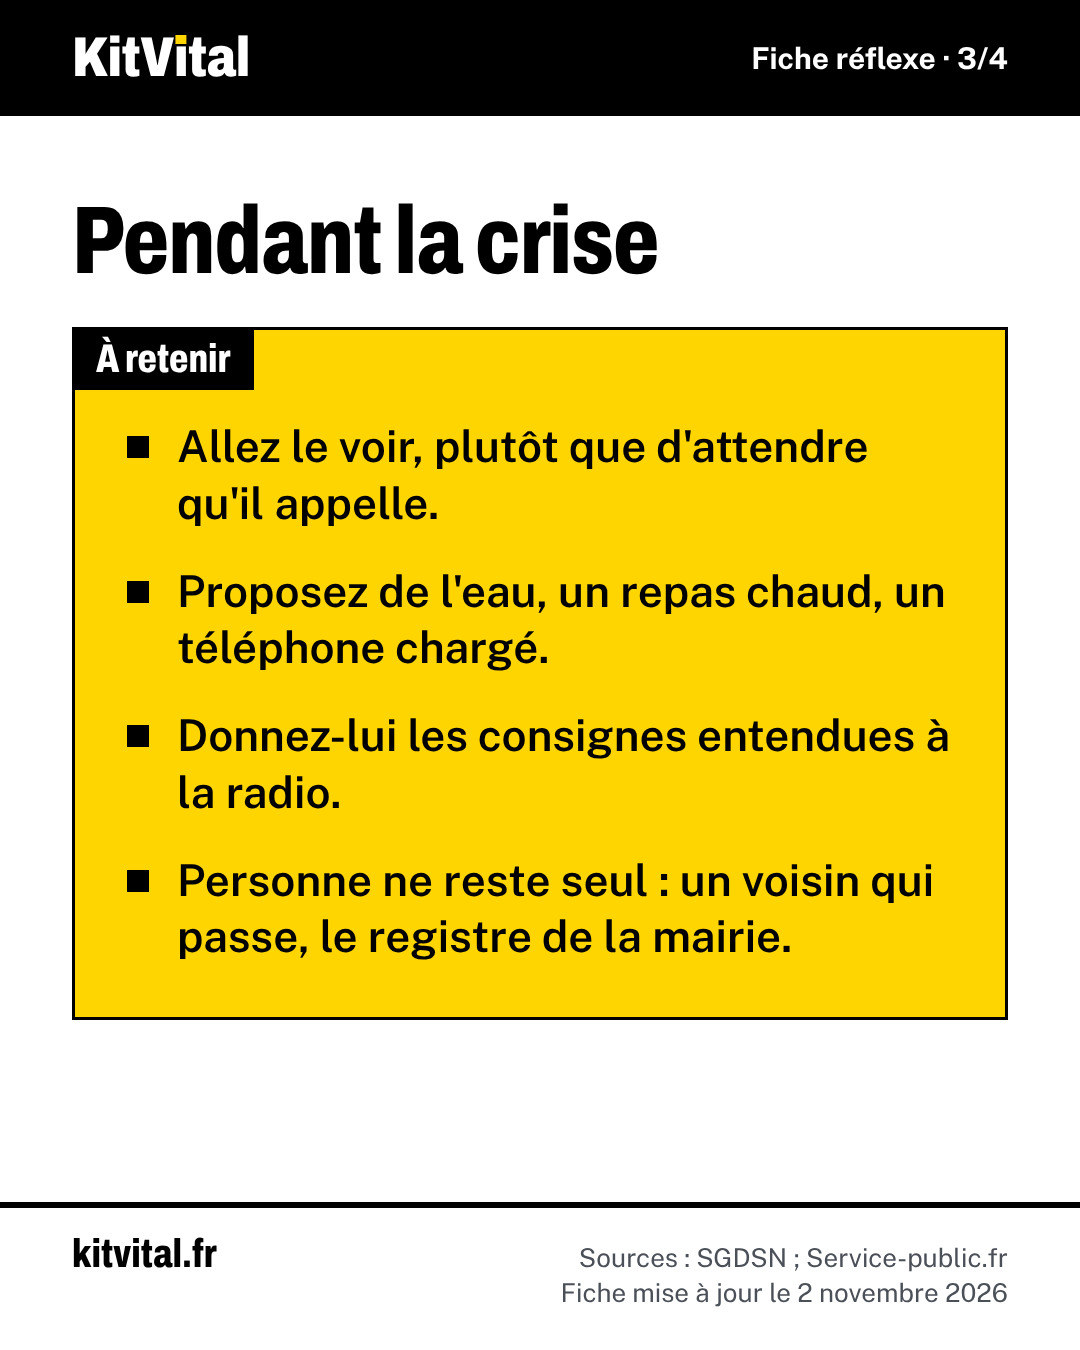 KitVital
Fiche réflexe · 3/4
Pendant la crise
À retenir
Allez le voir, plutôt que d'attendre
qu'il appelle.
Proposez de l'eau, un repas chaud, un
téléphone chargé.
Donnez-lui les consignes entendues à
la radio.
Personne ne reste seul : un voisin qui
passe, le registre de la mairie.
kitvital.fr
Sources : SGDSN ; Service-public.fr
Fiche mise à jour le 2 novembre 2026